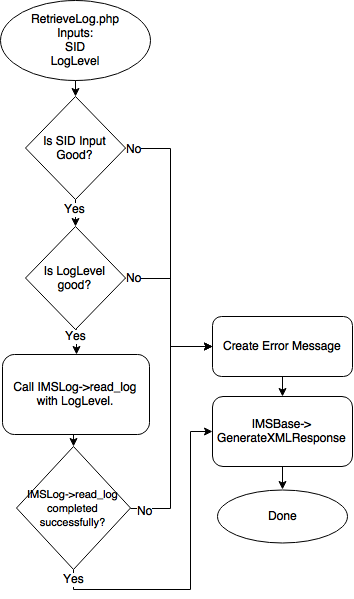 RetrieveLog.php
Inputs:
SID
LogLevel
Is SID Input
Good?
No
Yes
Is LogLevel
good?
No
Yes
Create Error Message
Call IMSLog->read_log
with LogLevel.
IMSBase->
GenerateXMLResponse
IMSLog->read_log
completed
successfully?
No
Done
Yes